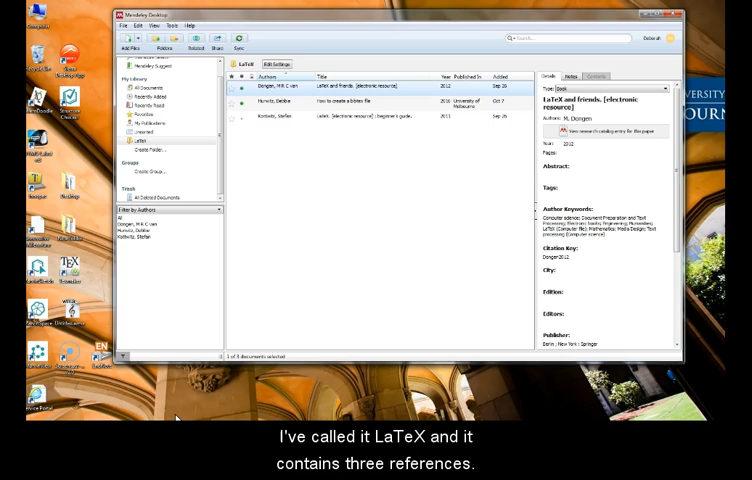 Mendeley Desktop
File Edit View Tools Help
Add Files Folders Related Share Sync
Search...
Deborah
Mendeley Suggest
My Library
All Documents
Recently Added
Recently Read
Favorites
My Publications
Unsorted
LaTeX
Create Folder...
Groups
Create Group...
Trash
All Deleted Documents
Filter by Authors
All
Dongen, M R C van
Hurwitz, Debbie
Kottwitz, Stefan
LaTeX Edit Settings
Authors Title Year Published In Added
Dongen, M.R C van LaTeX and friends. [electronic resource] 2012 Sep 26
Hurwitz, Debbie How to create a bibtex file 2016 University of Melbourne Oct 7
Kottwitz, Stefan LaTeX. [electronic resource] : beginner's guide. 2011 Sep 26
1 of 3 documents selected
Details Notes Contents
Type: Book
LaTeX and friends. [electronic
resource]
Authors: M. Dongen
View research catalog entry for this paper
Year: 2012
Pages:
Abstract:
Tags:
Author Keywords:
Computer science; Document Preparation and Text
Processing; Electronic books; Engineering; Humanities;
LaTeX (Computer file); Mathematics; Media Design; Text
processing (Computer science)
Citation Key:
Dongen2012
City:
Edition:
Editors:
Publisher:
Berlin ; New York : Springer
Computer
Desktop
I've called it LaTeX and it
contains three references.